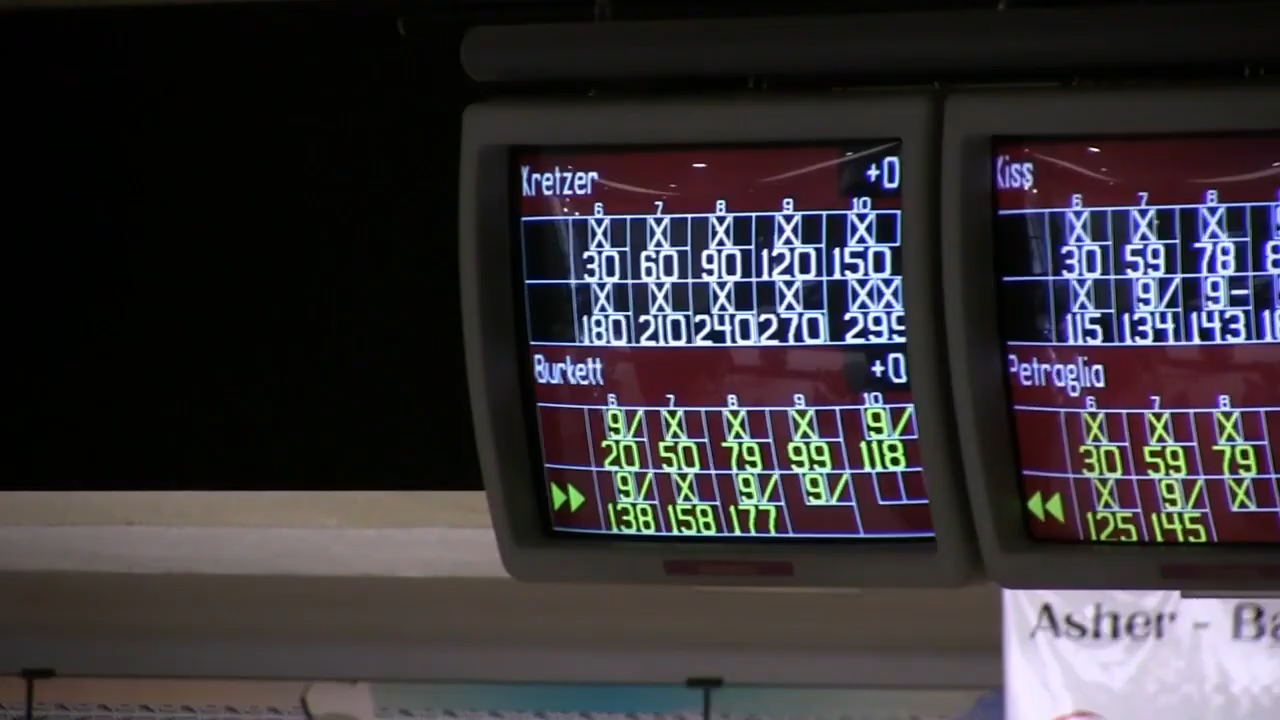 Kretzer +0
6 7 8 9 10
X X X X X
30 60 90 120 150
X X X X XX
180 210 240 270 299
Burkett +0
6 7 8 9 10
9/ X X X 9/
20 50 79 99 118
9/ X 9/ 9/
138 158 177
Kiss
6 7 8
X X X
30 59 78
X 9/ 9-
115 134 143
Petraglia
6 7 8
X X X
30 59 79
X 9/ X
125 145
Asher -